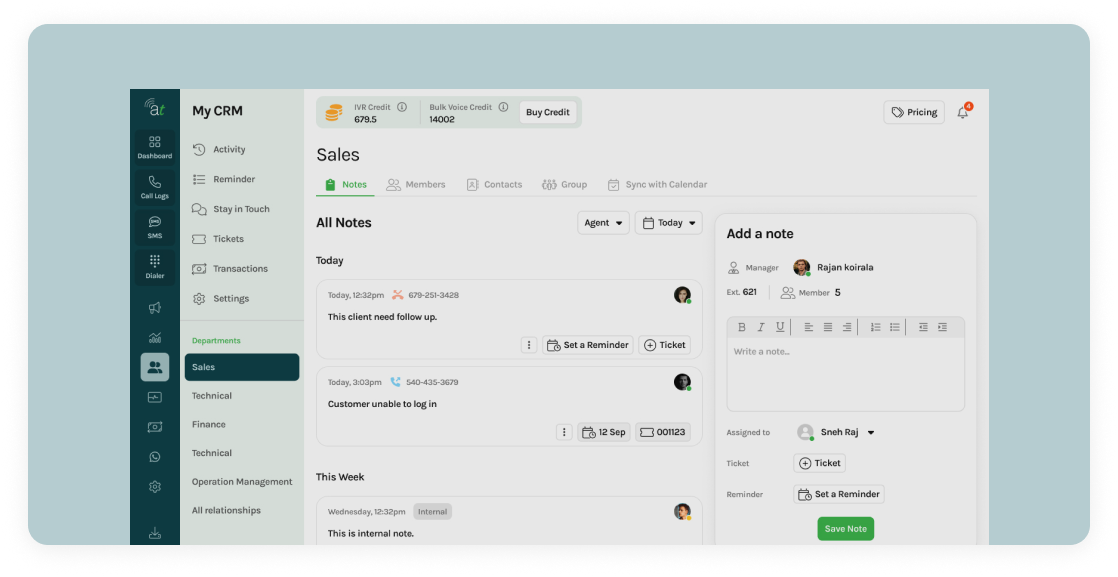 at
Dashboard
Call Logs
SMS
SMS
Dialer
My CRM
Activity
Reminder
Stay in Touch
Tickets
Transactions
Settings
Departments
Sales
Technical
Finance
Technical
Operation Management
All relationships
IVR Credit
679.5
Bulk Voice Credit
14002
Buy Credit
Pricing
4
Sales
Notes
Members
Contacts
Group
Sync with Calendar
All Notes
Agent
Today
Today
Today, 12:32pm 679-251-3428
This client need follow up.
Set a Reminder
Ticket
Today, 3:03pm 540-435-3679
Customer unable to log in
12 Sep
001123
This Week
Wednesday, 12:32pm Internal
This is internal note.
Add a note
Manager Rajan koirala
Ext. 621 Member 5
B I U
Write a note...
Assigned to Sneh Raj
Ticket Ticket
Reminder Set a Reminder
Save Note